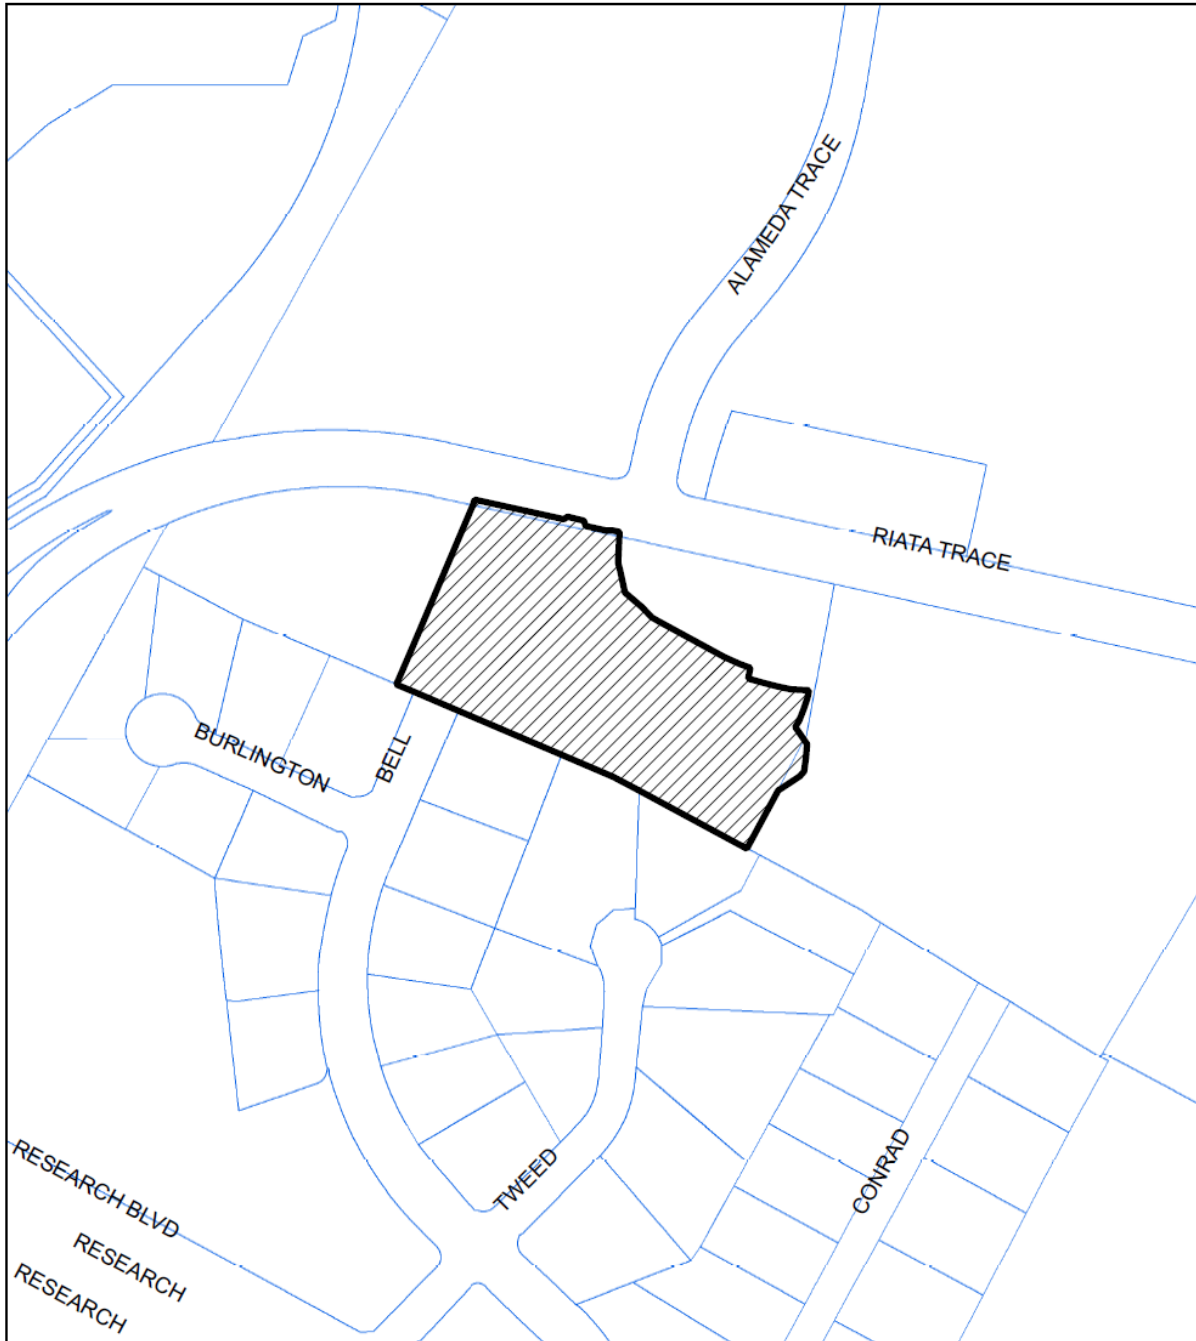 ALAMEDA TRACE
RIATA TRACE
BURLINGTON
BELL
TWEED
CONRAD
RESEARCH BLVD
RESEARCH
RESEARCH